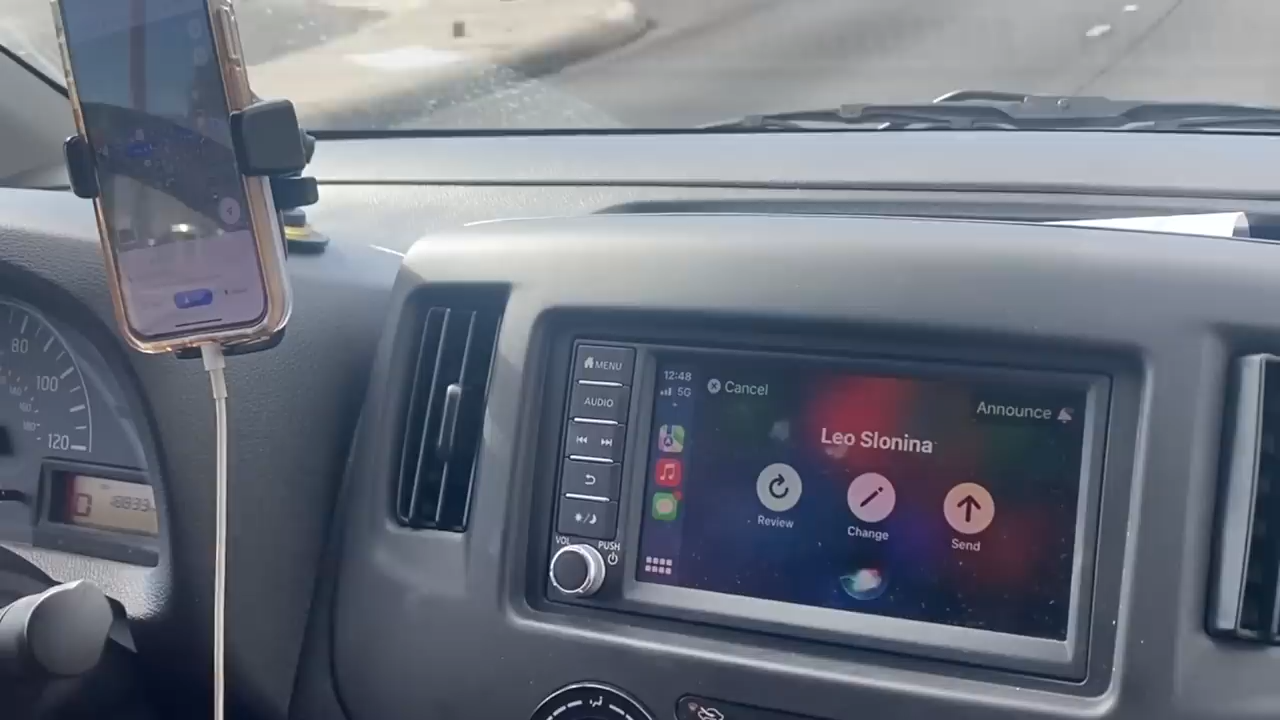 80
100
120
MENU
AUDIO
VOL
PUSH
12:48
5G
Cancel
Announce
Leo Slonina
Review
Change
Send